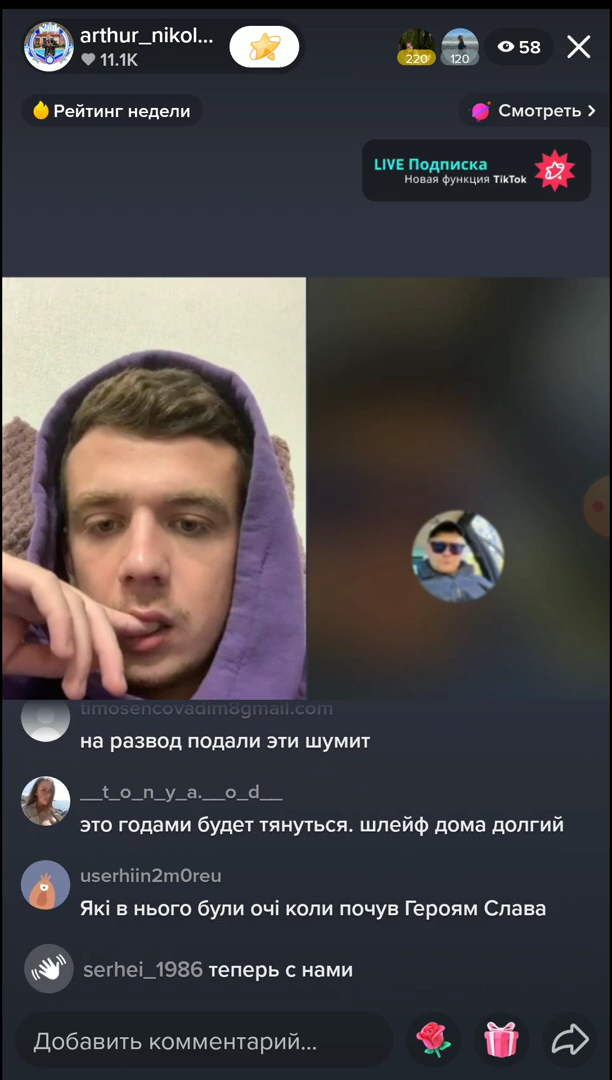 arthur_nikol...
11.1K
220
120
58
Рейтинг недели
Смотреть
LIVE Подписка
Новая функция TikTok
timosencovadim8gmail.com
на развод подали эти шумит
__t_o_n_y_a.__o_d__
это годами будет тянуться. шлейф дома долгий
userhiin2m0reu
Які в нього були очі коли почув Героям Слава
serhei_1986 теперь с нами
Добавить комментарий...